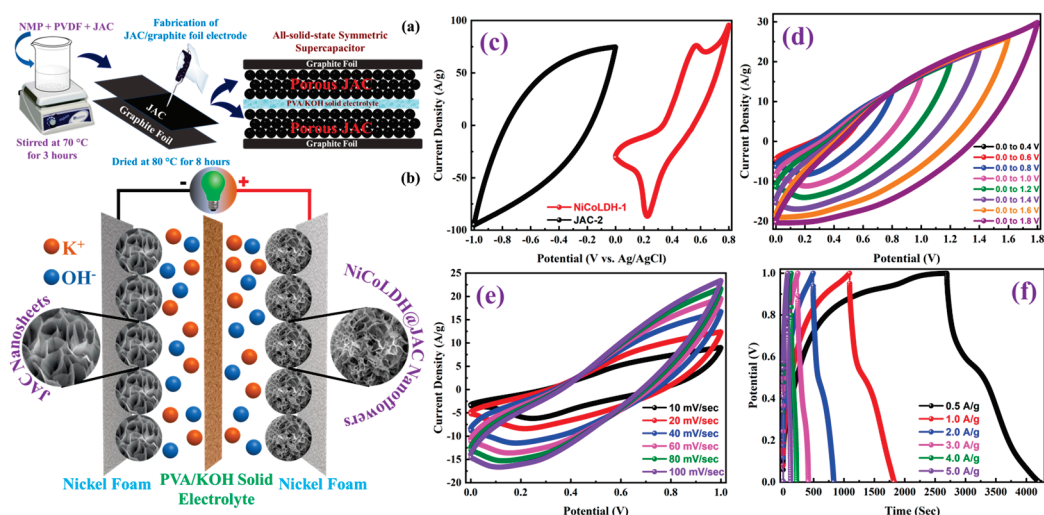 (a)
NMP + PVDF + JAC
Fabrication of
JAC/graphite foil electrode
All-solid-state Symmetric
Supercapacitor
Graphite Foil
Porous JAC
PVA/KOH solid electrolyte
Porous JAC
Graphite Foil
JAC
Graphite Foil
Stirred at 70 °C
for 3 hours
Dried at 80 °C for 8 hours
(b)
- +
K+
OH-
JAC Nanosheets
NiCoLDH@JAC
Nanoflowers
Nickel Foam
PVA/KOH Solid
Electrolyte
Nickel Foam
(c)
Current Density (A/g)
100
75
50
25
0
-25
-50
-75
-100
NiCoLDH-1
JAC-2
-1.0 -0.8 -0.6 -0.4 -0.2 0.0 0.2 0.4 0.6 0.8
Potential (V vs. Ag/AgCl)
(d)
Current Density (A/g)
30
20
10
0
-10
-20
0.0 to 0.4 V
0.0 to 0.6 V
0.0 to 0.8 V
0.0 to 1.0 V
0.0 to 1.2 V
0.0 to 1.4 V
0.0 to 1.6 V
0.0 to 1.8 V
0.0 0.2 0.4 0.6 0.8 1.0 1.2 1.4 1.6 1.8
Potential (V)
(e)
Current Density (A/g)
25
20
15
10
5
0
-5
-10
-15
-20
10 mV/sec
20 mV/sec
40 mV/sec
60 mV/sec
80 mV/sec
100 mV/sec
0.0 0.2 0.4 0.6 0.8 1.0
Potential (V)
(f)
Potential (V)
1.0
0.8
0.6
0.4
0.2
0.0
0.5 A/g
1.0 A/g
2.0 A/g
3.0 A/g
4.0 A/g
5.0 A/g
0 500 1000 1500 2000 2500 3000 3500 4000
Time (Sec)